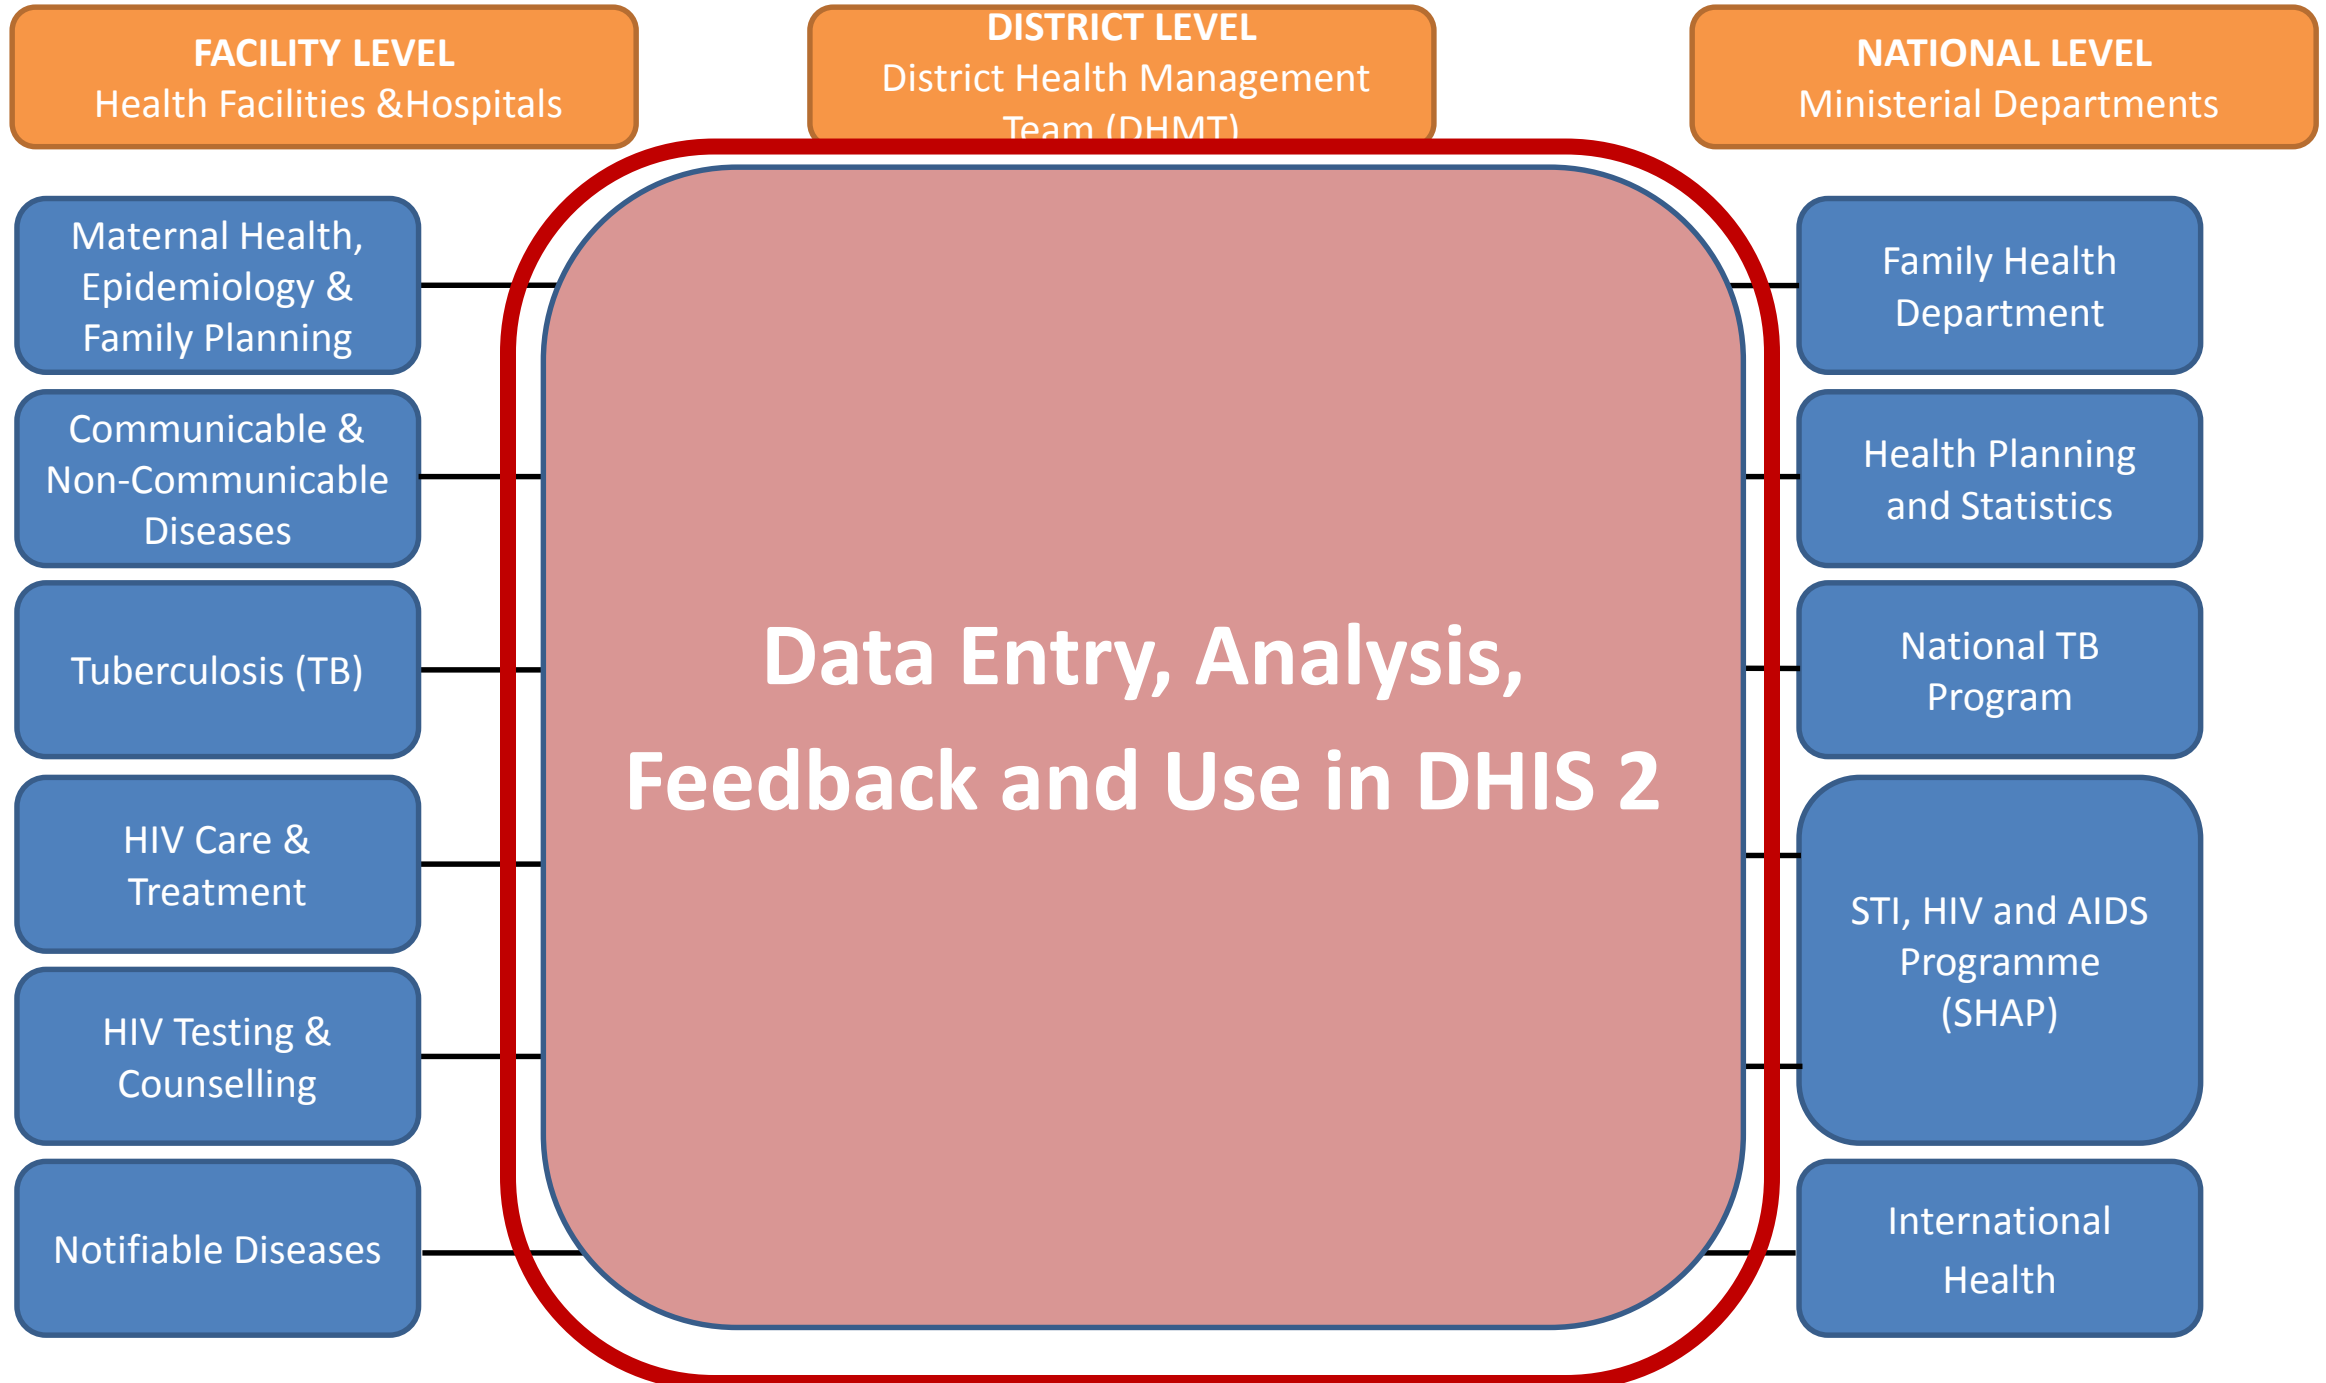 FACILITY LEVEL
Health Facilities &Hospitals
DISTRICT LEVEL
District Health Management
Team (DHMT)
NATIONAL LEVEL
Ministerial Departments
Maternal Health,
Epidemiology &
Family Planning
Communicable &
Non-Communicable
Diseases
Tuberculosis (TB)
HIV Care &
Treatment
HIV Testing &
Counselling
Notifiable Diseases
Data Entry, Analysis,
Feedback and Use in DHIS 2
Family Health
Department
Health Planning
and Statistics
National TB
Program
STI, HIV and AIDS
Programme
(SHAP)
International
Health